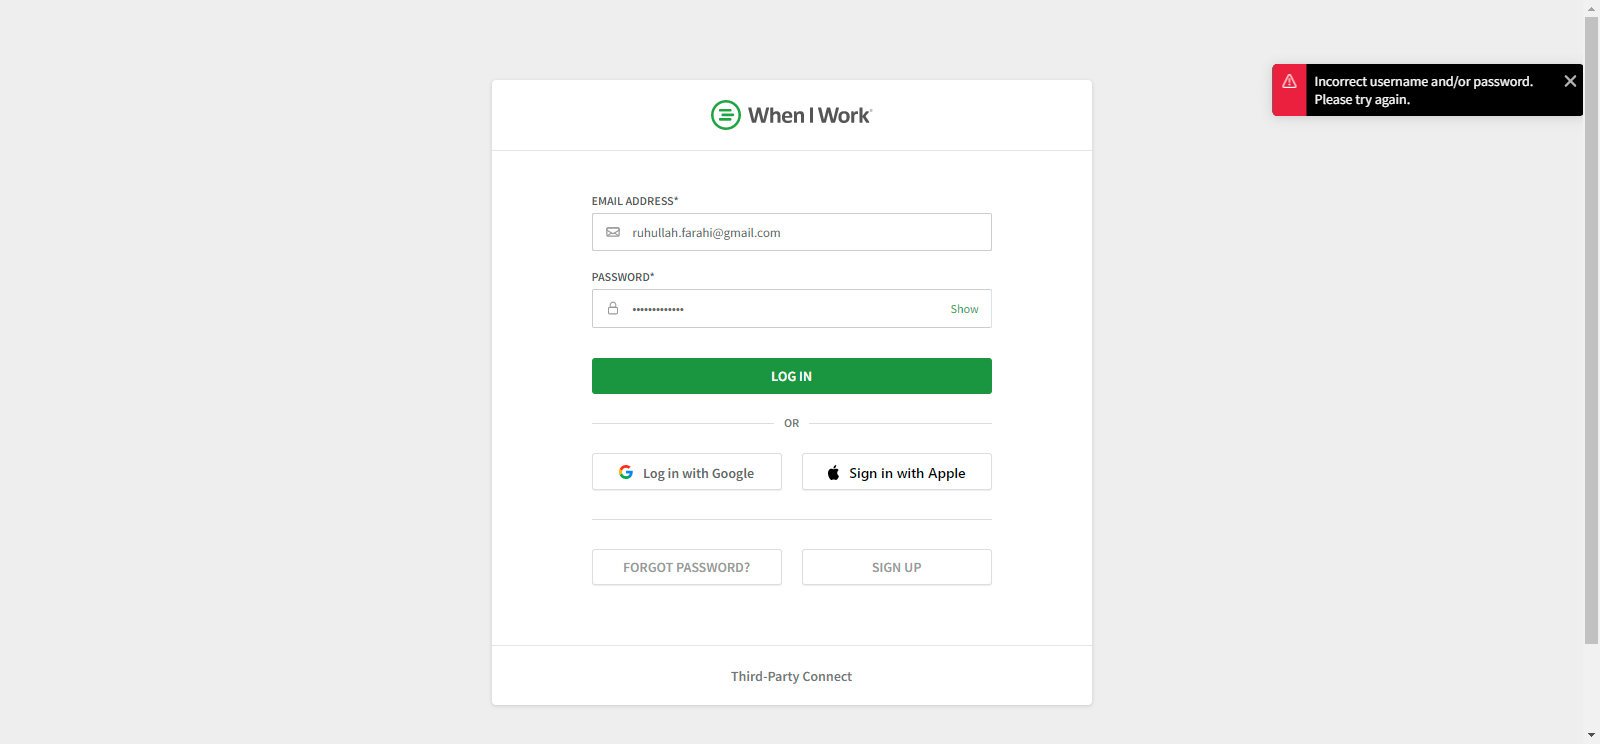 When I Work
Incorrect username and/or password.
Please try again.
EMAIL ADDRESS*
ruhullah.farahi@gmail.com
PASSWORD*
•••••••••••••
Show
LOG IN
OR
Log in with Google
Sign in with Apple
FORGOT PASSWORD?
SIGN UP
Third-Party Connect